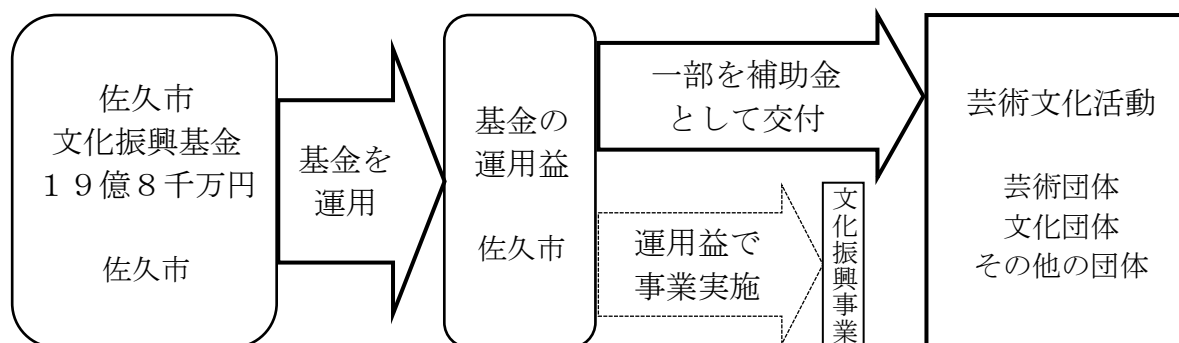 佐久市
文化振興基金
１９億８千万円
佐久市
基金を
運用
基金の
運用益
佐久市
一部を補助金
として交付
運用益で
事業実施
文化振興事業
芸術文化活動
芸術団体
文化団体
その他の団体